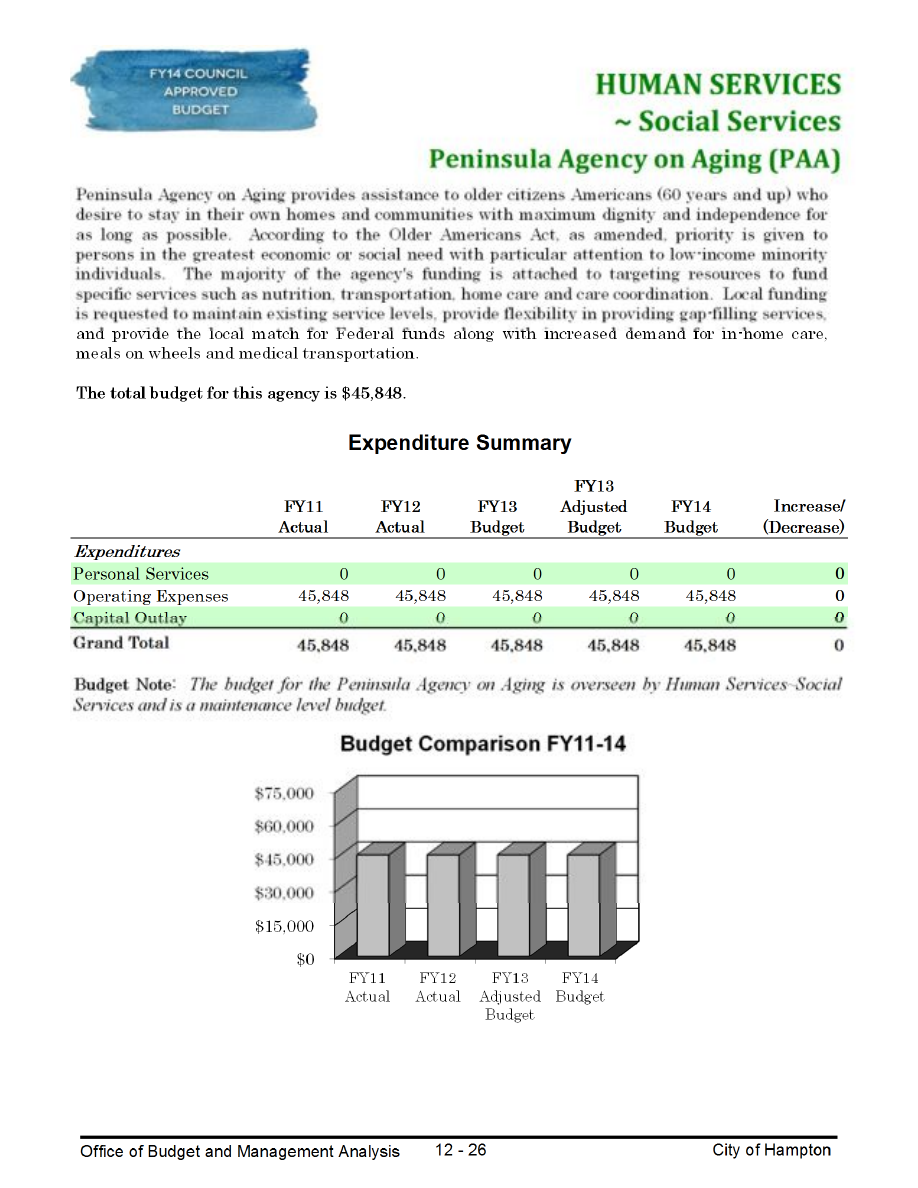 FY14 COUNCIL
APPROVED
BUDGET
HUMAN SERVICES
~ Social Services
Peninsula Agency on Aging (PAA)
Peninsula Agency on Aging provides assistance to older citizens Americans (60 years and up) who
desire to stay in their own homes and communities with maximum dignity and independence for
as long as possible. According to the Older Americans Act, as amended, priority is given to
persons in the greatest economic or social need with particular attention to low-income minority
individuals. The majority of the agency's funding is attached to targeting resources to fund
specific services such as nutrition, transportation, home care and care coordination. Local funding
is requested to maintain existing service levels, provide flexibility in providing gap-filling services,
and provide the local match for Federal funds along with increased demand for in-home care,
meals on wheels and medical transportation.
The total budget for this agency is $45,848.
Expenditure Summary
FY11 Actual FY12 Actual FY13 Budget FY13 Adjusted Budget FY14 Budget Increase/ (Decrease)
Expenditures
Personal Services 0 0 0 0 0 0
Operating Expenses 45,848 45,848 45,848 45,848 45,848 0
Capital Outlay 0 0 0 0 0 0
Grand Total 45,848 45,848 45,848 45,848 45,848 0
Budget Note: The budget for the Peninsula Agency on Aging is overseen by Human Services–Social
Services and is a maintenance level budget.
Budget Comparison FY11-14
$75,000
$60,000
$45,000
$30,000
$15,000
$0
FY11 Actual FY12 Actual FY13 Adjusted Budget FY14 Budget
Office of Budget and Management Analysis 12 - 26 City of Hampton